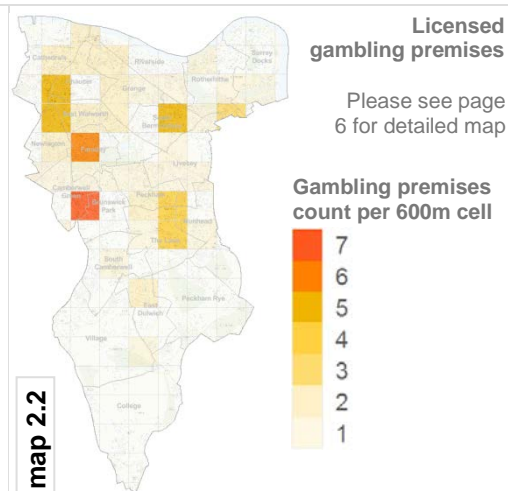 Licensed
gambling premises
Please see page
6 for detailed map
Gambling premises
count per 600m cell
7
6
5
4
3
2
1
map 2.2
Cathedrals
Riverside
Surrey
Docks
Rotherhithe
Grange
East Walworth
Newington
Livesey
Camberwell
Green
Brunswick
Park
Peckham
Nunhead
The Lane
South
Camberwell
East
Dulwich
Peckham Rye
Village
College